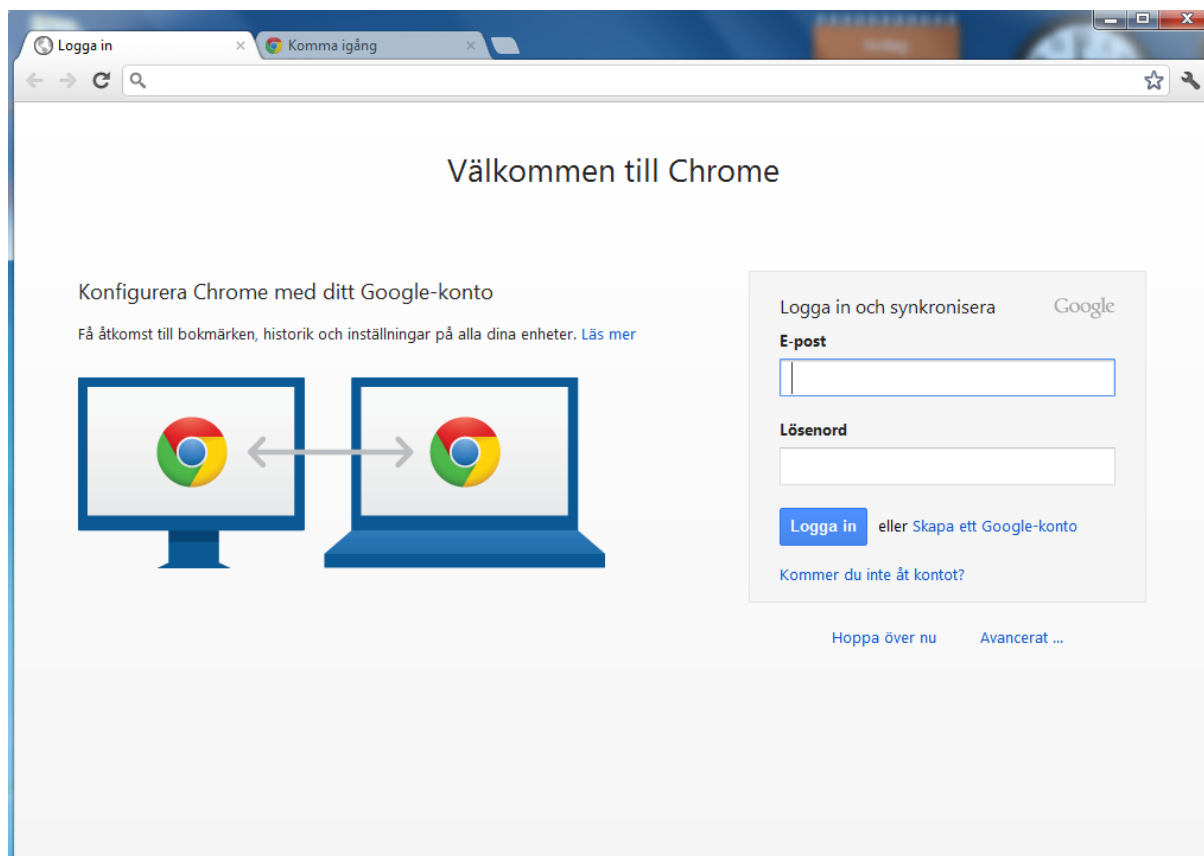 Logga in
Komma igång
Välkommen till Chrome
Konfigurera Chrome med ditt Google-konto
Få åtkomst till bokmärken, historik och inställningar på alla dina enheter. Läs mer
Logga in och synkronisera Google
E-post
Lösenord
Logga in eller Skapa ett Google-konto
Kommer du inte åt kontot?
Hoppa över nu Avancerat ...